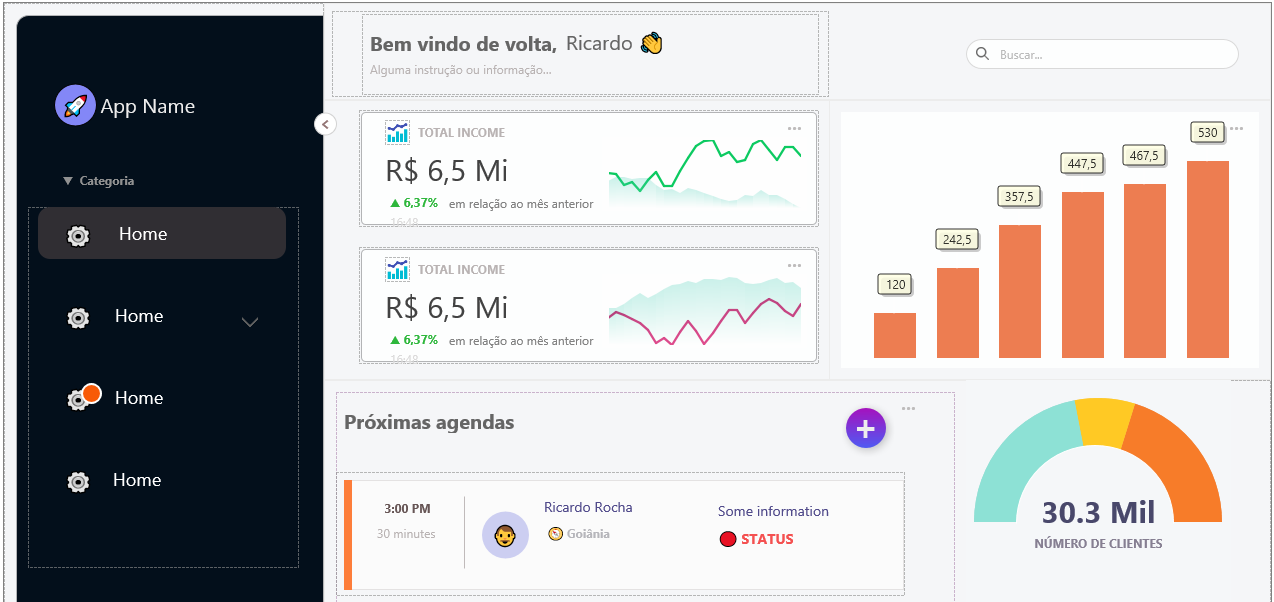 App Name
Categoria
Home
Home
Home
Home
Bem vindo de volta, Ricardo
Alguma instrução ou informação...
Buscar...
TOTAL INCOME
R$ 6,5 Mi
6,37% em relação ao mês anterior
16:48
TOTAL INCOME
R$ 6,5 Mi
6,37% em relação ao mês anterior
16:48
120
242,5
357,5
447,5
467,5
530
Próximas agendas
3:00 PM
30 minutes
Ricardo Rocha
Goiânia
Some information
STATUS
30.3 Mil
NÚMERO DE CLIENTES